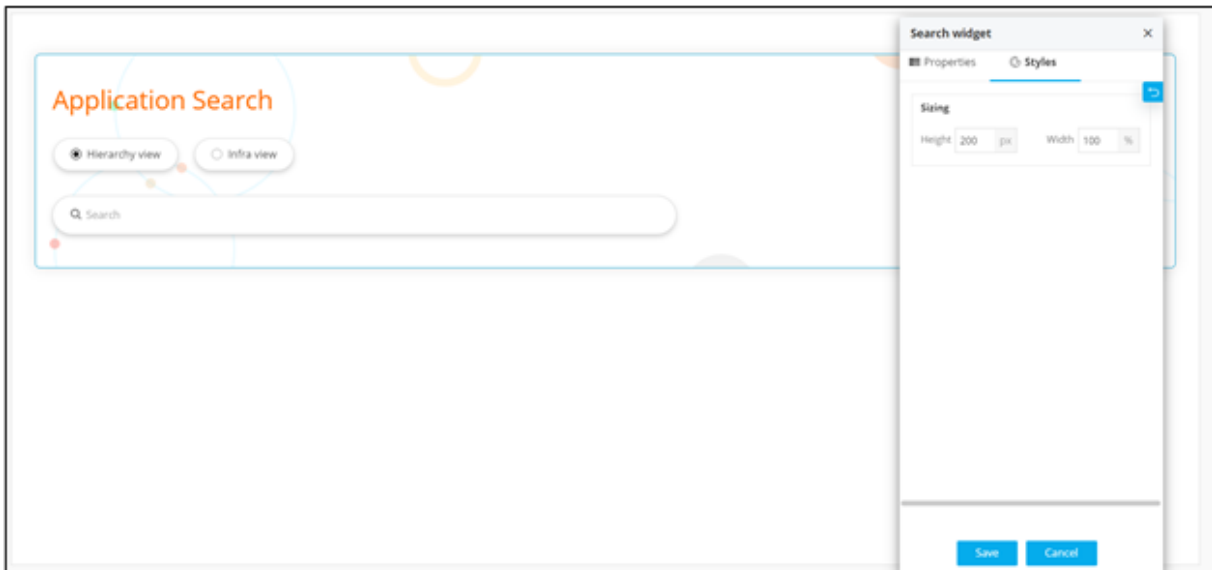 Application Search
Hierarchy view
Infra view
Search
Search widget
Properties
Styles
Sizing
Height 200 px
Width 100 %
Save
Cancel